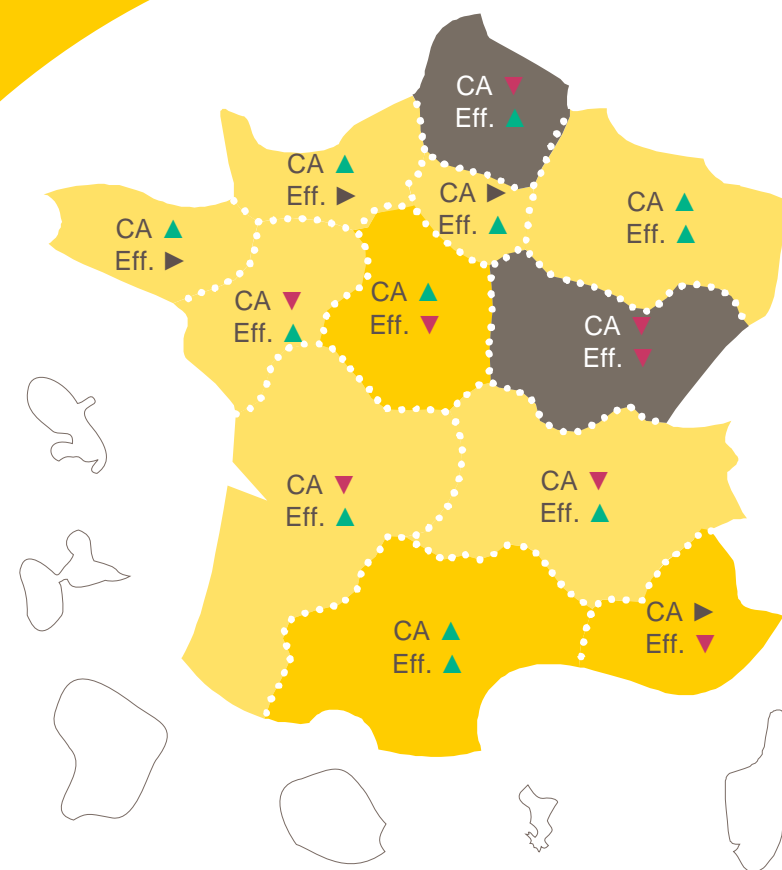 CA ▼
Eff. ▲
CA ▲
Eff. ►
CA ►
Eff. ▲
CA ▲
Eff. ▲
CA ▲
Eff. ►
CA ▼
Eff. ▲
CA ▲
Eff. ▼
CA ▼
Eff. ▼
CA ▼
Eff. ▲
CA ▼
Eff. ▲
CA ▲
Eff. ▲
CA ►
Eff. ▼